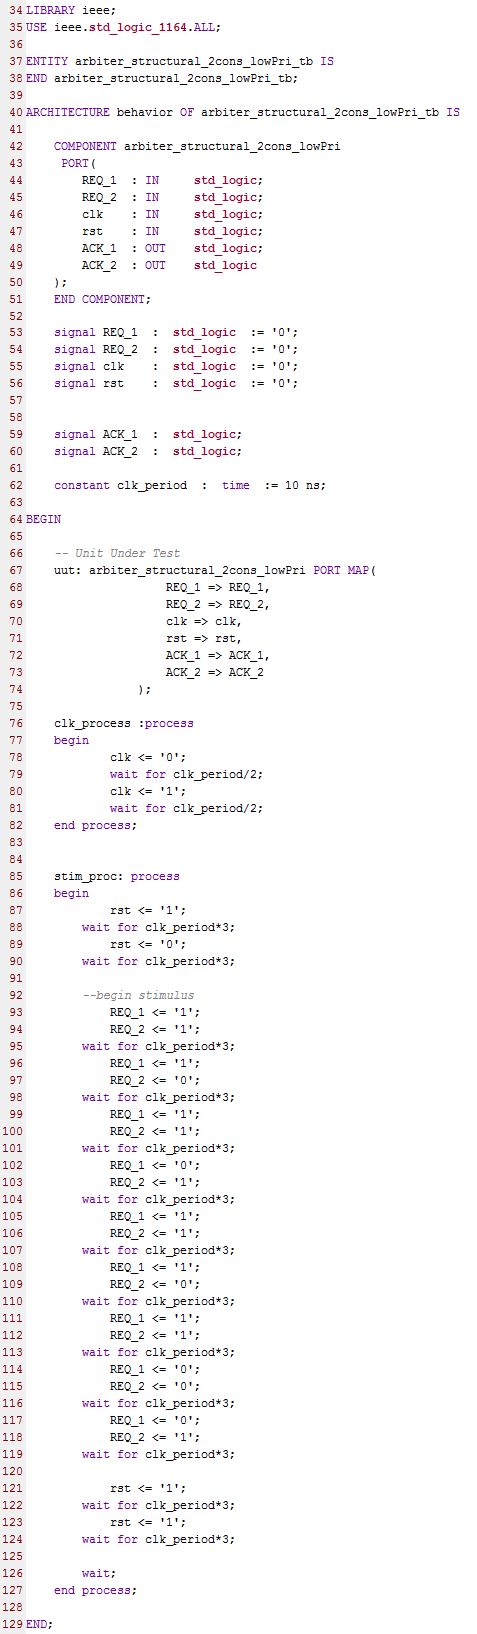 34 LIBRARY ieee;
35 USE ieee.std_logic_1164.ALL;
36
37 ENTITY arbiter_structural_2cons_lowPri_tb IS
38 END arbiter_structural_2cons_lowPri_tb;
39
40 ARCHITECTURE behavior OF arbiter_structural_2cons_lowPri_tb IS
41
42     COMPONENT arbiter_structural_2cons_lowPri
43      PORT(
44         REQ_1  : IN     std_logic;
45         REQ_2  : IN     std_logic;
46         clk    : IN     std_logic;
47         rst    : IN     std_logic;
48         ACK_1  : OUT    std_logic;
49         ACK_2  : OUT    std_logic
50     );
51     END COMPONENT;
52
53     signal REQ_1  :  std_logic  := '0';
54     signal REQ_2  :  std_logic  := '0';
55     signal clk    :  std_logic  := '0';
56     signal rst    :  std_logic  := '0';
57
58
59     signal ACK_1  :  std_logic;
60     signal ACK_2  :  std_logic;
61
62     constant clk_period  :  time  := 10 ns;
63
64 BEGIN
65
66     -- Unit Under Test
67     uut: arbiter_structural_2cons_lowPri PORT MAP(
68                     REQ_1 => REQ_1,
69                     REQ_2 => REQ_2,
70                     clk => clk,
71                     rst => rst,
72                     ACK_1 => ACK_1,
73                     ACK_2 => ACK_2
74                 );
75
76     clk_process :process
77     begin
78             clk <= '0';
79             wait for clk_period/2;
80             clk <= '1';
81             wait for clk_period/2;
82     end process;
83
84
85     stim_proc: process
86     begin
87             rst <= '1';
88         wait for clk_period*3;
89             rst <= '0';
90         wait for clk_period*3;
91
92         --begin stimulus
93             REQ_1 <= '1';
94             REQ_2 <= '1';
95         wait for clk_period*3;
96             REQ_1 <= '1';
97             REQ_2 <= '0';
98         wait for clk_period*3;
99             REQ_1 <= '1';
100             REQ_2 <= '1';
101         wait for clk_period*3;
102             REQ_1 <= '0';
103             REQ_2 <= '1';
104         wait for clk_period*3;
105             REQ_1 <= '1';
106             REQ_2 <= '1';
107         wait for clk_period*3;
108             REQ_1 <= '1';
109             REQ_2 <= '0';
110         wait for clk_period*3;
111             REQ_1 <= '1';
112             REQ_2 <= '1';
113         wait for clk_period*3;
114             REQ_1 <= '0';
115             REQ_2 <= '0';
116         wait for clk_period*3;
117             REQ_1 <= '0';
118             REQ_2 <= '1';
119         wait for clk_period*3;
120
121             rst <= '1';
122         wait for clk_period*3;
123             rst <= '1';
124         wait for clk_period*3;
125
126         wait;
127     end process;
128
129 END;